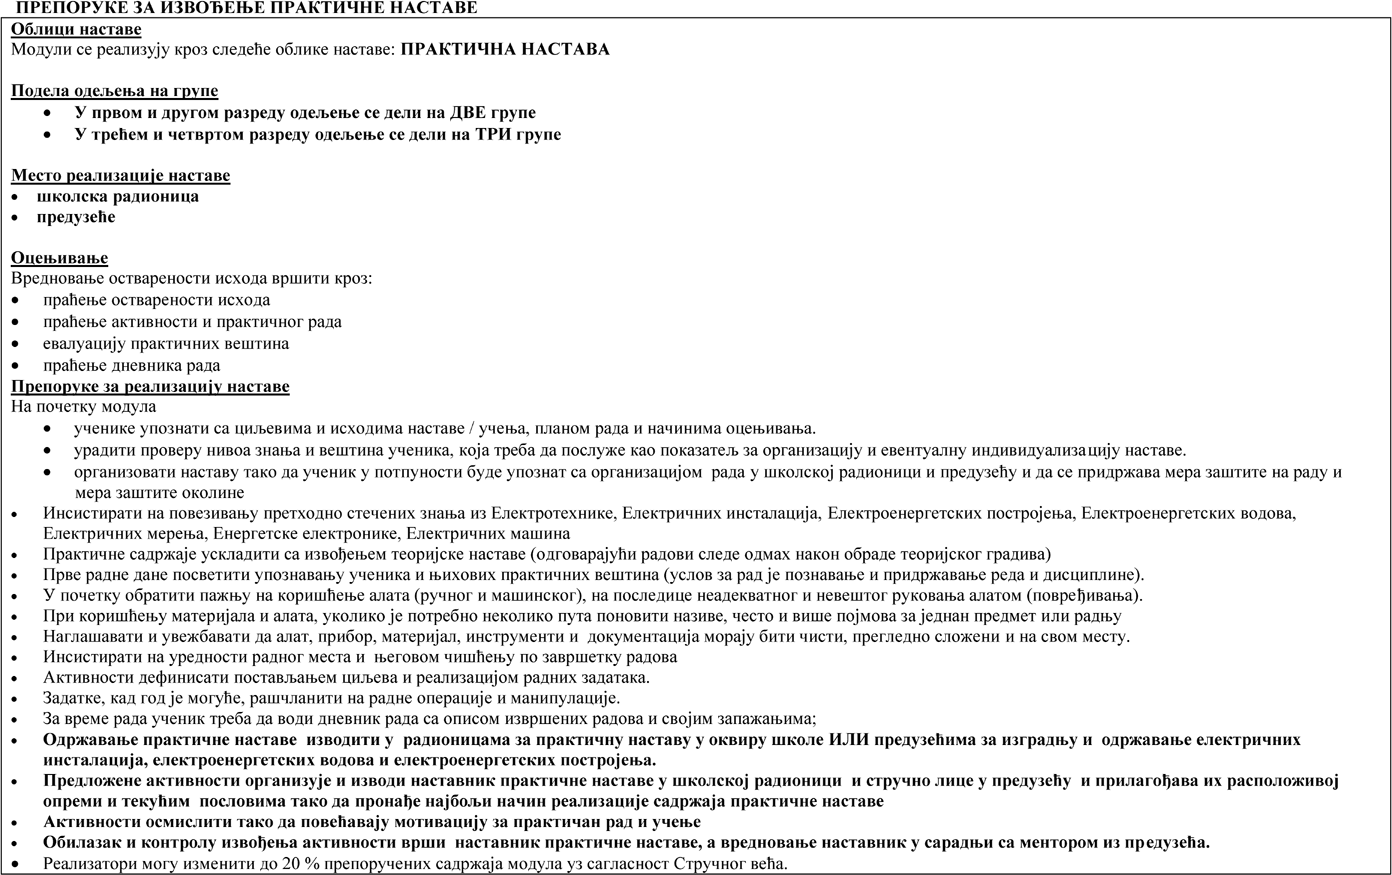 ПРЕПОРУКЕ ЗА ИЗВОЂЕЊЕ ПРАКТИЧНЕ НАСТАВЕ
Облици наставе
Модули се реализују кроз следеће облике наставе: ПРАКТИЧНА НАСТАВА
Подела одељења на групе
• У првом и другом разреду одељење се дели на ДВЕ групе
• У трећем и четвртом разреду одељење се дели на ТРИ групе
Место реализације наставе
• школска радионица
• предузеће
Оцењивање
Вредновање остварености исхода вршити кроз:
• праћење остварености исхода
• праћење активности и практичног рада
• евалуацију практичних вештина
• праћење дневника рада
Препоруке за реализацију наставе
На почетку модула
• ученике упознати са циљевима и исходима наставе / учења, планом рада и начинима оцењивања.
• урадити проверу нивоа знања и вештина ученика, која треба да послуже као показатељ за организацију и евентуалну индивидуализацију наставе.
• организовати наставу тако да ученик у потпуности буде упознат са организацијом рада у школској радионици и предузећу и да се придржава мера заштите на раду и
мера заштите околине
• Инсистирати на повезивању претходно стечених знања из Електротехнике, Електричних инсталација, Електроенергетских постројења, Електроенергетских водова,
Електричних мерења, Енергетске електронике, Електричних машина
• Практичне садржаје ускладити са извођењем теоријске наставе (одговарајући радови следе одмах након обраде теоријског градива)
• Прве радне дане посветити упознавању ученика и њихових практичних вештина (услов за рад је познавање и придржавање реда и дисциплине).
• У почетку обратити пажњу на коришћење алата (ручног и машинског), на последице неадекватног и невештог руковања алатом (повређивања).
• При коришћењу материјала и алата, уколико је потребно неколико пута поновити називе, често и више појмова за један предмет или радњу
• Наглашавати и увежбавати да алат, прибор, материјал, инструменти и документација морају бити чисти, прегледно сложени и на свом месту.
• Инсистирати на уредности радног места и његовом чишћењу по завршетку радова
• Активности дефинисати постављањем циљева и реализацијом радних задатака.
• Задатке, кад год је могуће, рашчланити на радне операције и манипулације.
• За време рада ученик треба да води дневник рада са описом извршених радова и својим запажањима;
• Одржавање практичне наставе изводити у радионицама за практичну наставу у оквиру школе ИЛИ предузећима за изградњу и одржавање електричних
инсталација, електроенергетских водова и електроенергетских постројења.
• Предложене активности организује и изводи наставник практичне наставе у школској радионици и стручно лице у предузећу и прилагођава их расположивој
опреми и текућим пословима тако да пронађе најбољи начин реализације садржаја практичне наставе
• Активности осмислити тако да повећавају мотивацију за практичан рад и учење
• Обилазак и контролу извођења активности врши наставник практичне наставе, а вредновање наставник у сарадњи са ментором из предузећа.
• Реализатори могу изменити до 20 % препоручених садржаја модула уз сагласност Стручног већа.